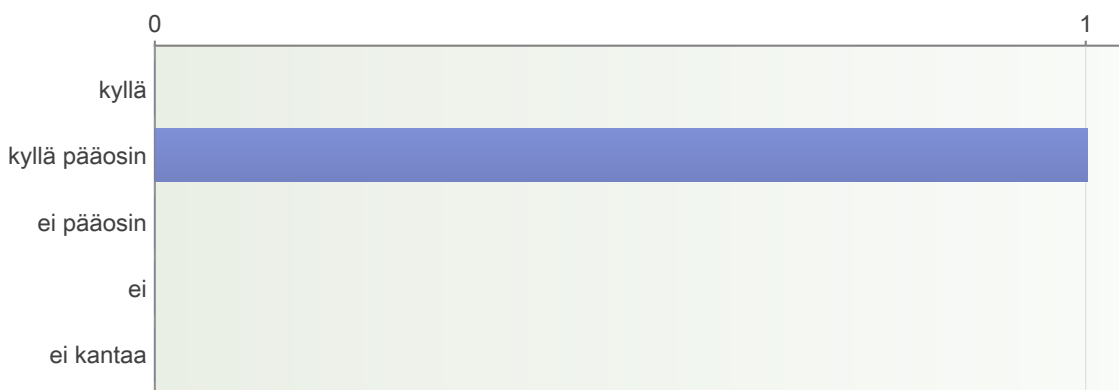 0 1
kyllä
kyllä pääosin
ei pääosin
ei
ei kantaa